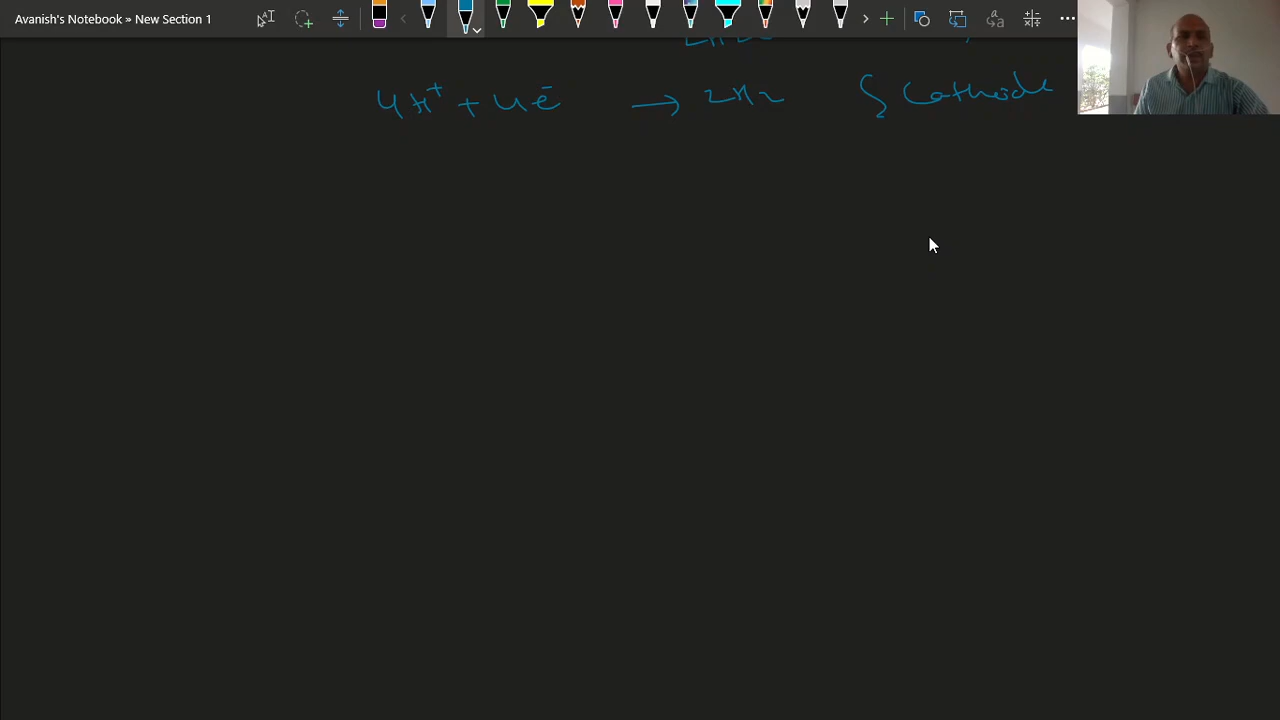 Avanish's Notebook » New Section 1
4H⁺ + 4e̅ → 2H2 } Cathode